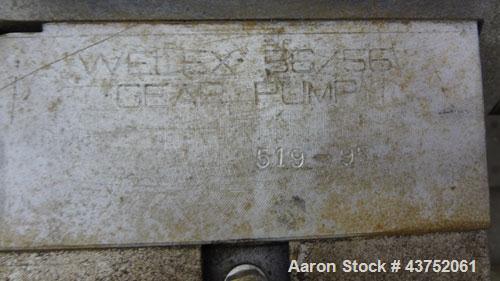 WELEX 36/56
GEAR PUMP
519-9
Aaron Stock # 43752061